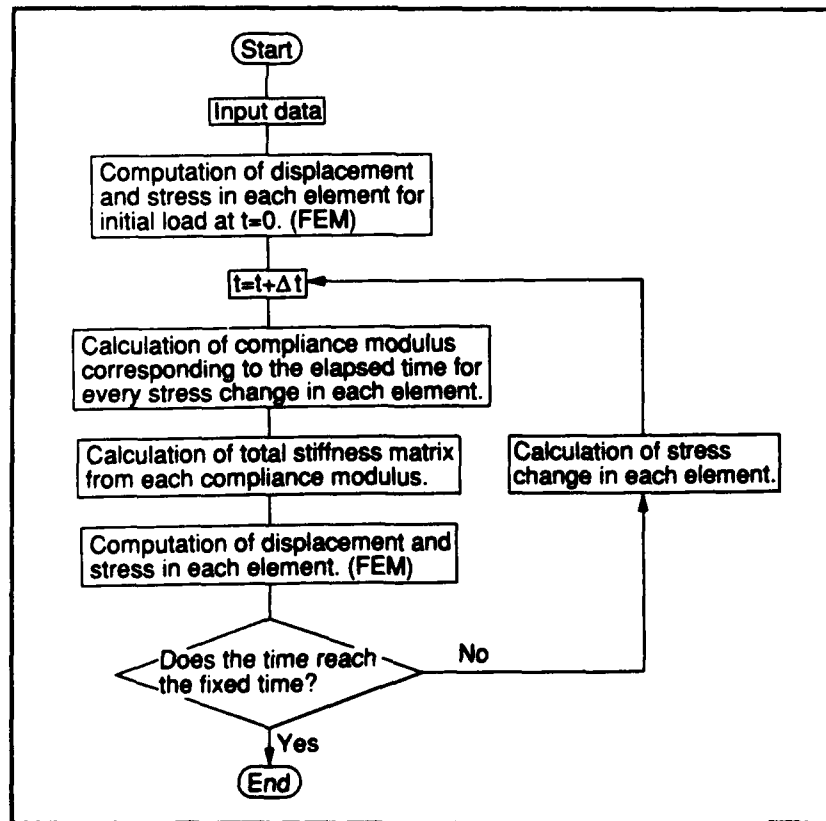 Start
Input data
Computation of displacement
and stress in each element for
initial load at t=0. (FEM)
t=t+Δt
Calculation of compliance modulus
corresponding to the elapsed time for
every stress change in each element.
Calculation of total stiffness matrix
from each compliance modulus.
Calculation of stress
change in each element.
Computation of displacement and
stress in each element. (FEM)
Does the time reach
the fixed time?
No
Yes
End